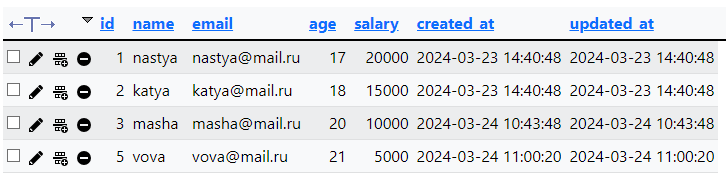 id name email age salary created_at updated_at
1 nastya nastya@mail.ru 17 20000 2024-03-23 14:40:48 2024-03-23 14:40:48
2 katya katya@mail.ru 18 15000 2024-03-23 14:40:48 2024-03-23 14:40:48
3 masha masha@mail.ru 20 10000 2024-03-24 10:43:48 2024-03-24 10:43:48
5 vova vova@mail.ru 21 5000 2024-03-24 11:00:20 2024-03-24 11:00:20